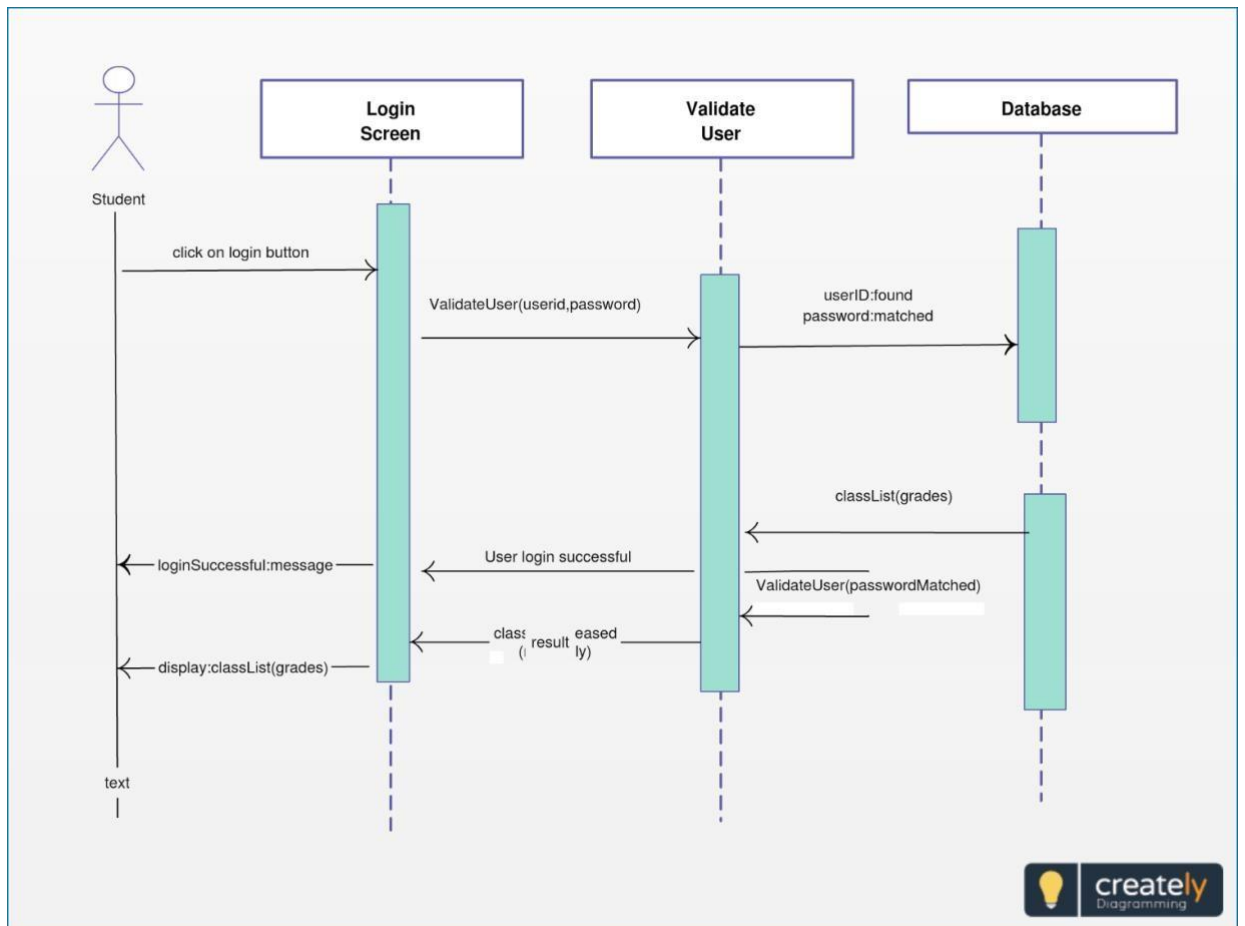 Login
Screen
Validate
User
Database
Student
click on login button
ValidateUser(userid,password)
userID:found
password:matched
classList(grades)
User login successful
loginSuccessful:message
ValidateUser(passwordMatched)
result
display:classList(grades)
text
creately
Diagramming